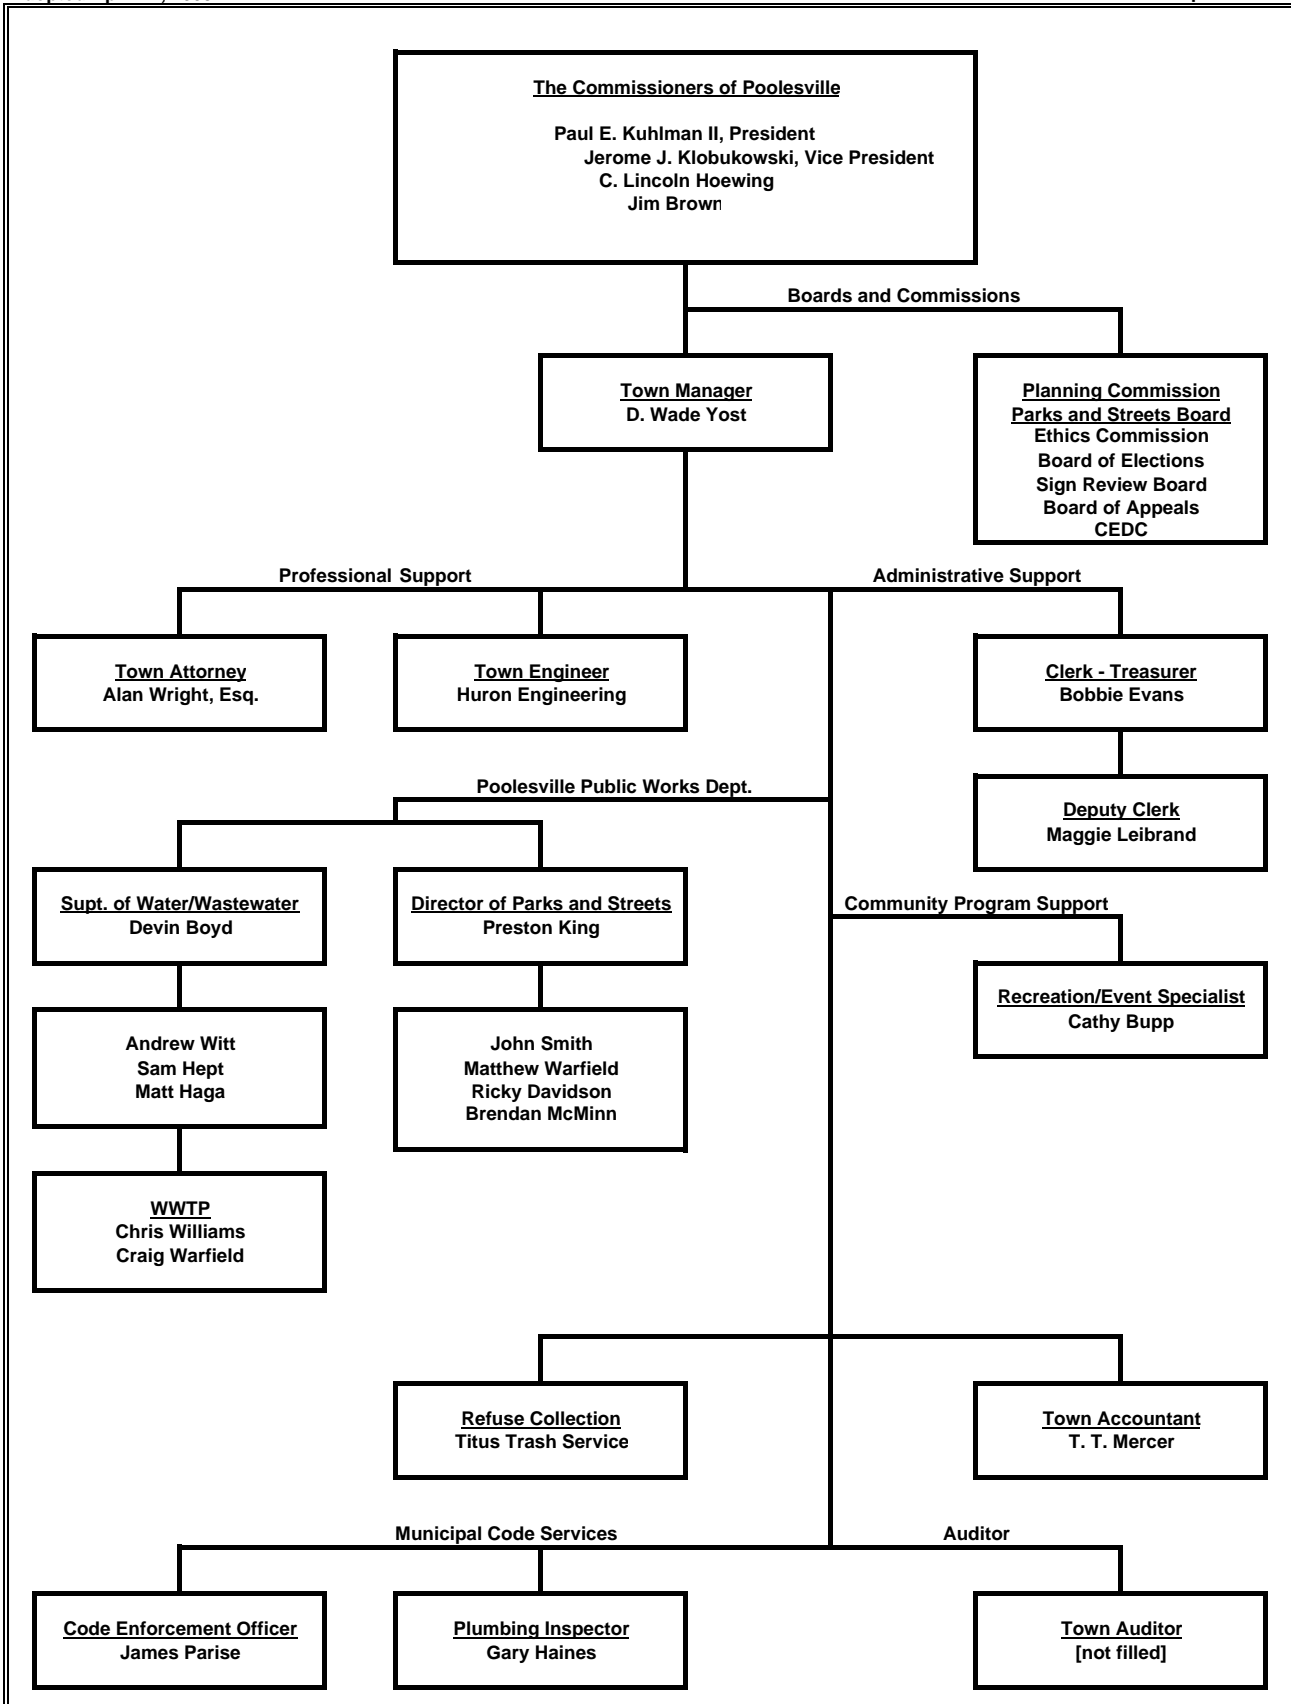 The Commissioners of Poolesville
Paul E. Kuhlman II, President
Jerome J. Klobukowski, Vice President
C. Lincoln Hoewing
Jim Brown
Boards and Commissions
Town Manager
D. Wade Yost
Planning Commission
Parks and Streets Board
Ethics Commission
Board of Elections
Sign Review Board
Board of Appeals
CEDC
Professional Support
Administrative Support
Town Attorney
Alan Wright, Esq.
Town Engineer
Huron Engineering
Clerk - Treasurer
Bobbie Evans
Poolesville Public Works Dept.
Deputy Clerk
Maggie Leibrand
Supt. of Water/Wastewater
Devin Boyd
Director of Parks and Streets
Preston King
Community Program Support
Recreation/Event Specialist
Cathy Bupp
Andrew Witt
Sam Hept
Matt Haga
John Smith
Matthew Warfield
Ricky Davidson
Brendan McMinn
WWTP
Chris Williams
Craig Warfield
Refuse Collection
Titus Trash Service
Town Accountant
T. T. Mercer
Municipal Code Services
Auditor
Code Enforcement Officer
James Parise
Plumbing Inspector
Gary Haines
Town Auditor
[not filled]